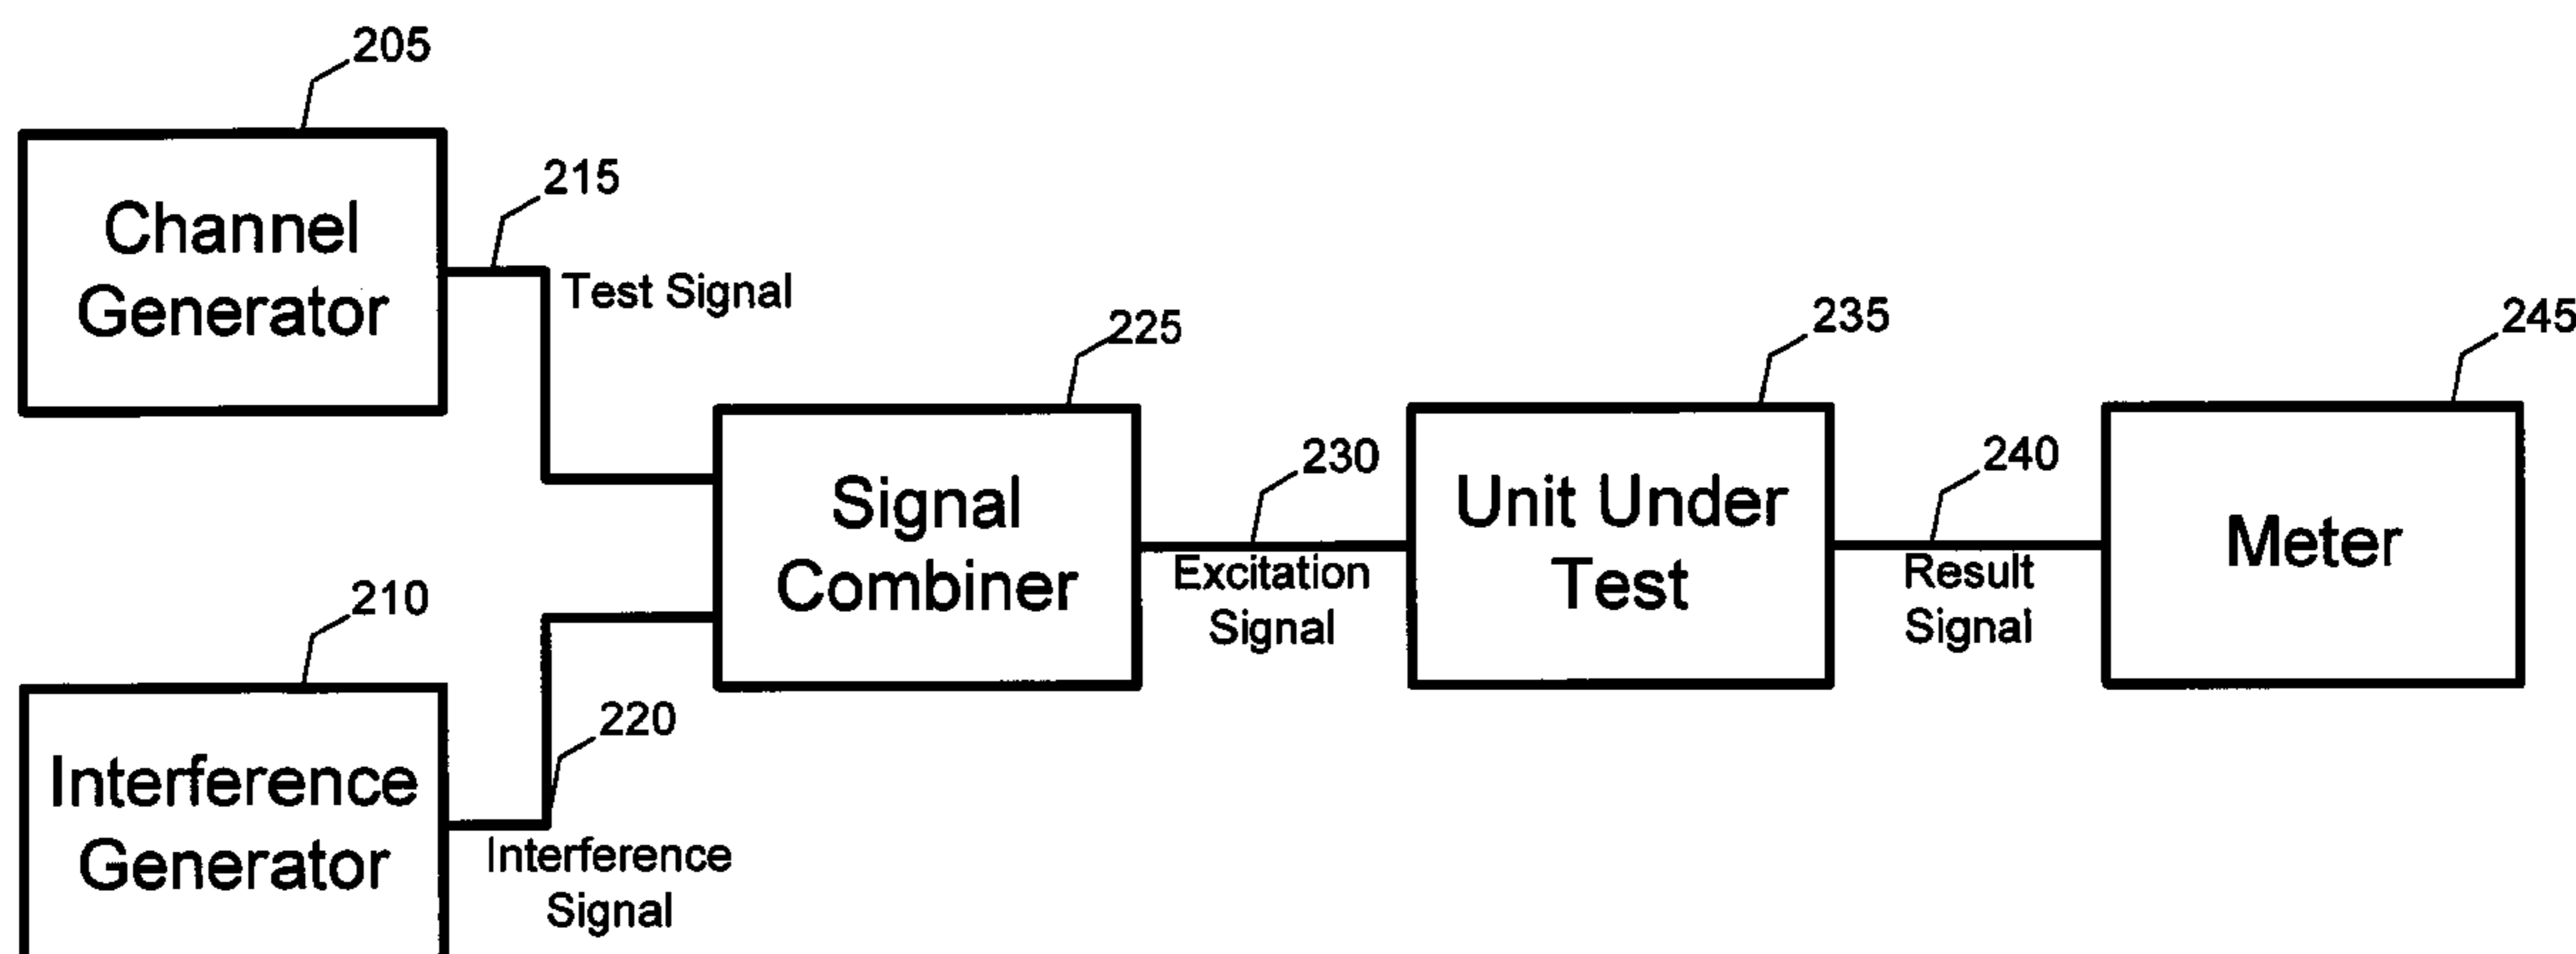 205
Channel
Generator
215
Test Signal
225
Signal
Combiner
210
Interference
Generator
220
Interference
Signal
230
Excitation
Signal
235
Unit Under
Test
240
Result
Signal
245
Meter